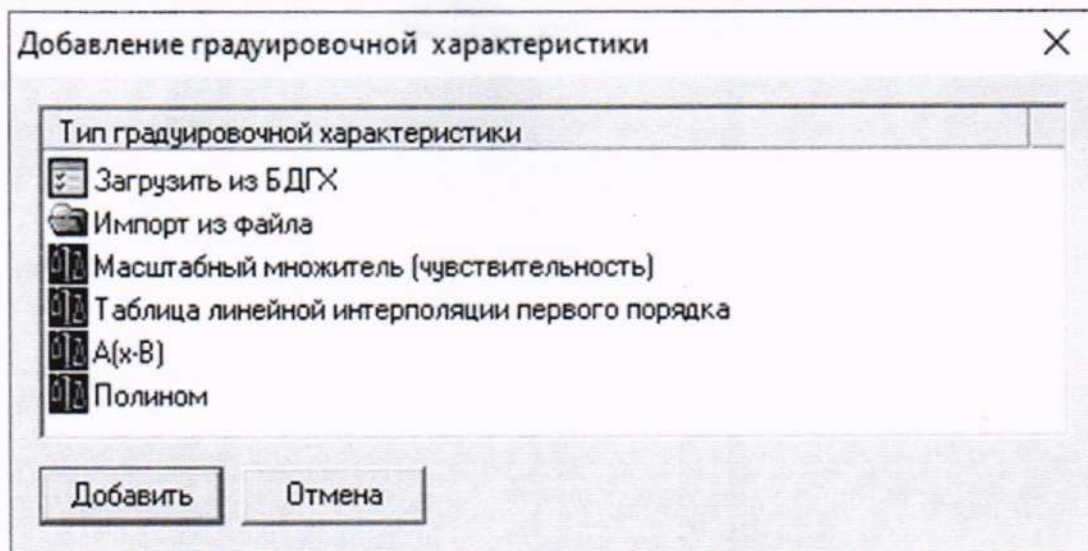 Добавление градуировочной характеристики
Тип градуировочной характеристики
Загрузить из БДГХ
Импорт из файла
Масштабный множитель (чувствительность)
Таблица линейной интерполяции первого порядка
A(x-B)
Полином
Добавить Отмена